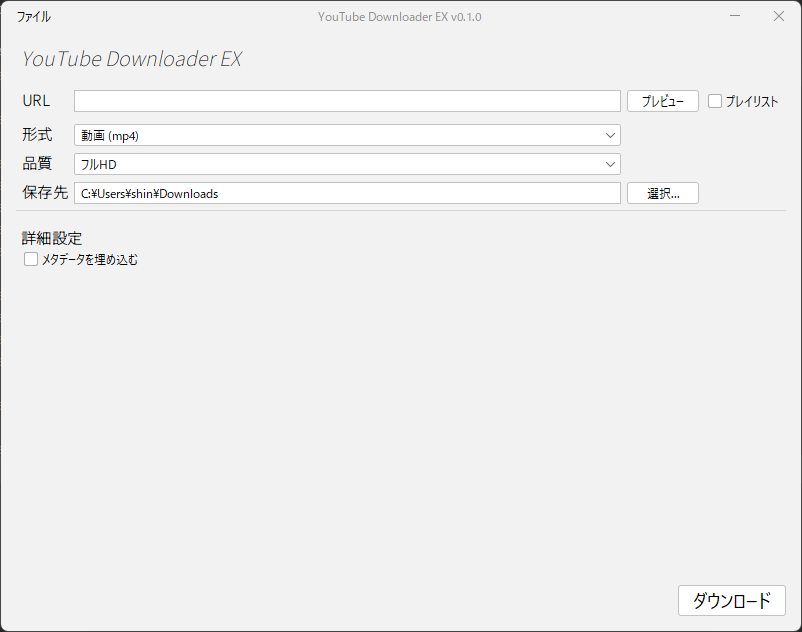 ファイル
YouTube Downloader EX v0.1.0
YouTube Downloader EX
URL
プレビュー
プレイリスト
形式
動画 (mp4)
品質
フルHD
保存先
C:¥Users¥shin¥Downloads
選択...
詳細設定
メタデータを埋め込む
ダウンロード